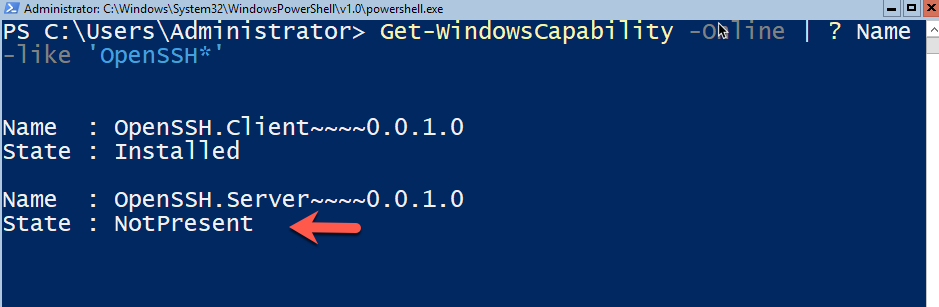 Administrator: C:\Windows\System32\WindowsPowerShell\v1.0\powershell.exe
PS C:\Users\Administrator> Get-WindowsCapability -Online | ? Name
-like 'OpenSSH*'
Name  : OpenSSH.Client~~~~0.0.1.0
State : Installed
Name  : OpenSSH.Server~~~~0.0.1.0
State : NotPresent